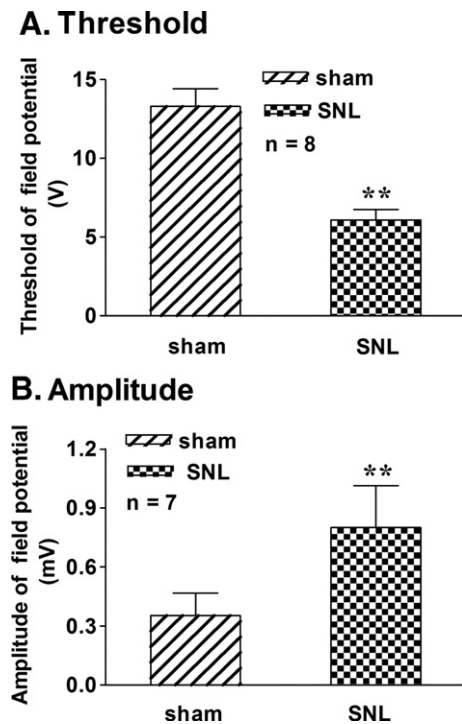 A. Threshold
Threshold of field potential
(V)
15
10
5
0
sham
SNL
n = 8
**
sham
SNL
B. Amplitude
Amplitude of field potential
(mV)
1.2
0.9
0.6
0.3
0.0
sham
SNL
n = 7
**
sham
SNL